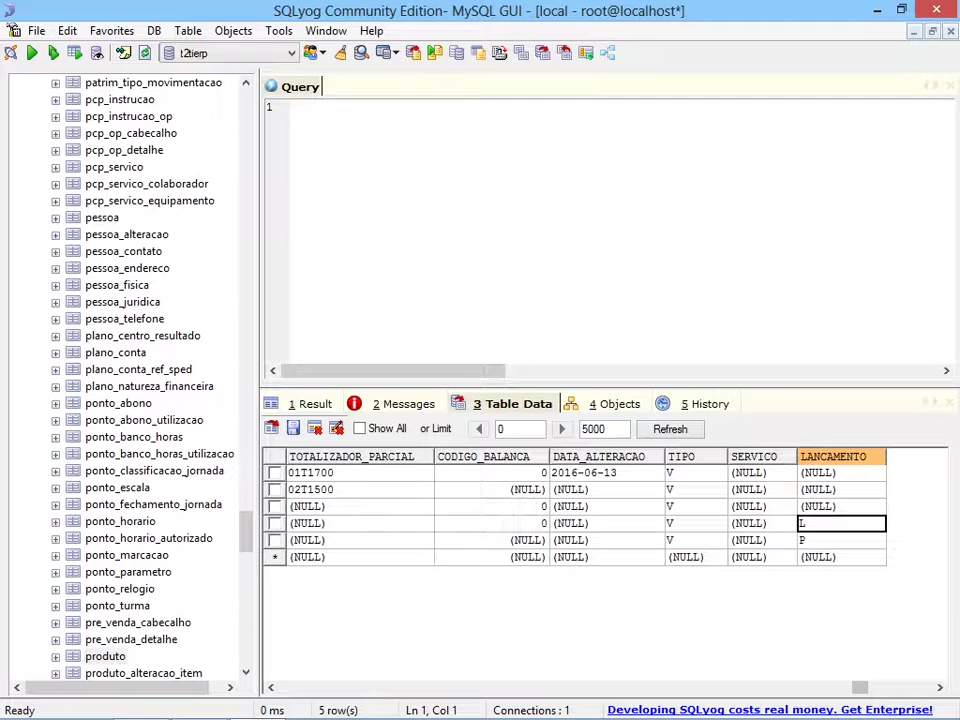 SQLyog Community Edition- MySQL GUI - [local - root@localhost*]
File Edit Favorites DB Table Objects Tools Window Help
t2tierp
patrim_tipo_movimentacao
pcp_instrucao
pcp_instrucao_op
pcp_op_cabecalho
pcp_op_detalhe
pcp_servico
pcp_servico_colaborador
pcp_servico_equipamento
pessoa
pessoa_alteracao
pessoa_contato
pessoa_endereco
pessoa_fisica
pessoa_juridica
pessoa_telefone
plano_centro_resultado
plano_conta
plano_conta_ref_sped
plano_natureza_financeira
ponto_abono
ponto_abono_utilizacao
ponto_banco_horas
ponto_banco_horas_utilizacao
ponto_classificacao_jornada
ponto_escala
ponto_fechamento_jornada
ponto_horario
ponto_horario_autorizado
ponto_marcacao
ponto_parametro
ponto_relogio
ponto_turma
pre_venda_cabecalho
pre_venda_detalhe
produto
produto_alteracao_item
Query
1
1 Result 2 Messages 3 Table Data 4 Objects 5 History
Show All or Limit 0 5000 Refresh
TOTALIZADOR_PARCIAL CODIGO_BALANCA DATA_ALTERACAO TIPO SERVICO LANCAMENTO
01T1700 0 2016-06-13 V (NULL) (NULL)
02T1500 (NULL) (NULL) V (NULL) (NULL)
(NULL) 0 (NULL) V (NULL) (NULL)
(NULL) 0 (NULL) V (NULL) L
(NULL) (NULL) (NULL) V (NULL) P
* (NULL) (NULL) (NULL) (NULL) (NULL) (NULL)
Ready 0 ms 5 row(s) Ln 1, Col 1 Connections : 1 Developing SQLyog costs real money. Get Enterprise!